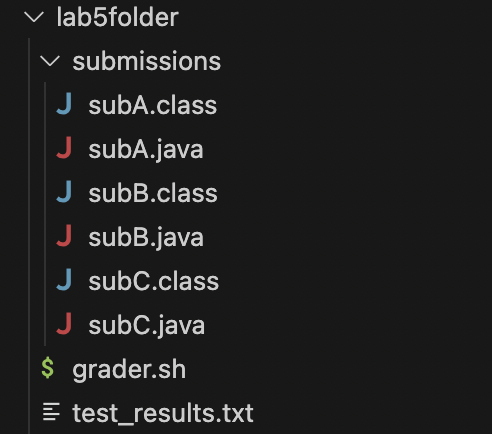 lab5folder
submissions
J subA.class
J subA.java
J subB.class
J subB.java
J subC.class
J subC.java
$ grader.sh
test_results.txt